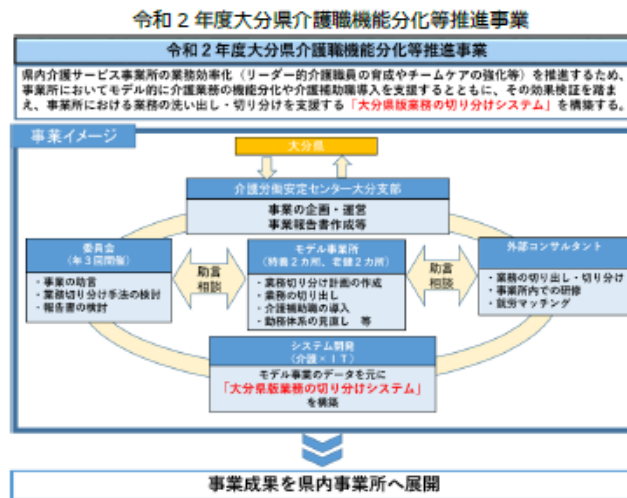 令和２年度大分県介護職機能分化等推進事業
令和２年度大分県介護職機能分化等推進事業
県内介護サービス事業所の業務効率化（リーダー的介護職員の育成やチームケアの強化等）を推進するため、
事業所においてモデル的に介護業務の機能分化や介護補助職導入を支援するとともに、その効果検証を踏ま
え、事業所における業務の洗い出し・切り分けを支援する「大分県版業務の切り分けシステム」を構築する。
事業イメージ
大分県
介護労働安定センター大分支部
事業の企画・運営
事業報告書作成等
委員会
（年３回開催）
・事業の助言
・業務切り分け手法の検討
・報告書の検討
助言
相談
モデル事業所
（特養２カ所、老健２カ所）
・業務切り分け計画の作成
・業務の切り出し
・介護補助職の導入
・勤務体系の見直し 等
助言
相談
外部コンサルタント
・業務の切り出し・切り分け
・事業所内での研修
・就労マッチング
システム開発
（介護×ＩＴ）
モデル事業のデータを元に
「大分県版業務の切り分けシステム」
を構築
事業成果を県内事業所へ展開